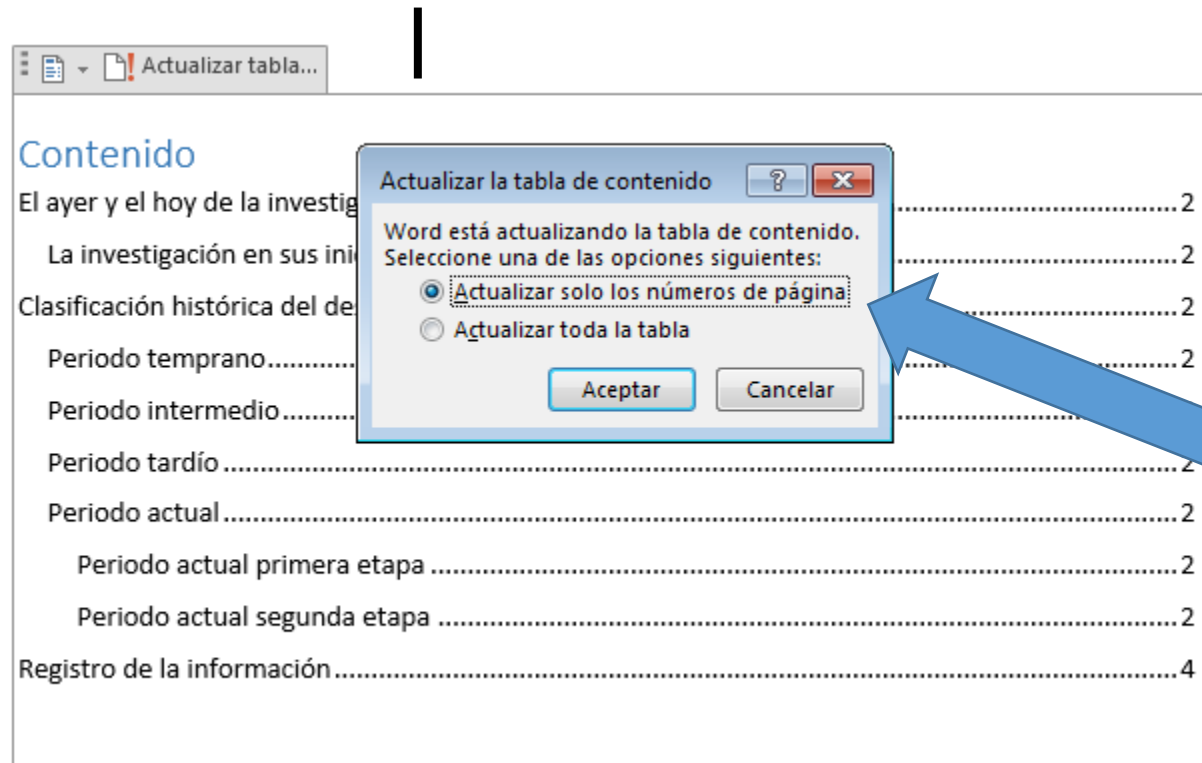 Actualizar tabla...
Contenido
El ayer y el hoy de la 2
La investigación en sus 2
Clasificación histórica del 2
Periodo temprano 2
Periodo intermedio
Periodo tardío 2
Periodo actual 2
Periodo actual primera etapa 2
Periodo actual segunda etapa 2
Registro de la información 4
Actualizar la tabla de contenido
Word está actualizando la tabla de contenido.
Seleccione una de las opciones siguientes:
Actualizar solo los números de página
Actualizar toda la tabla
Aceptar Cancelar